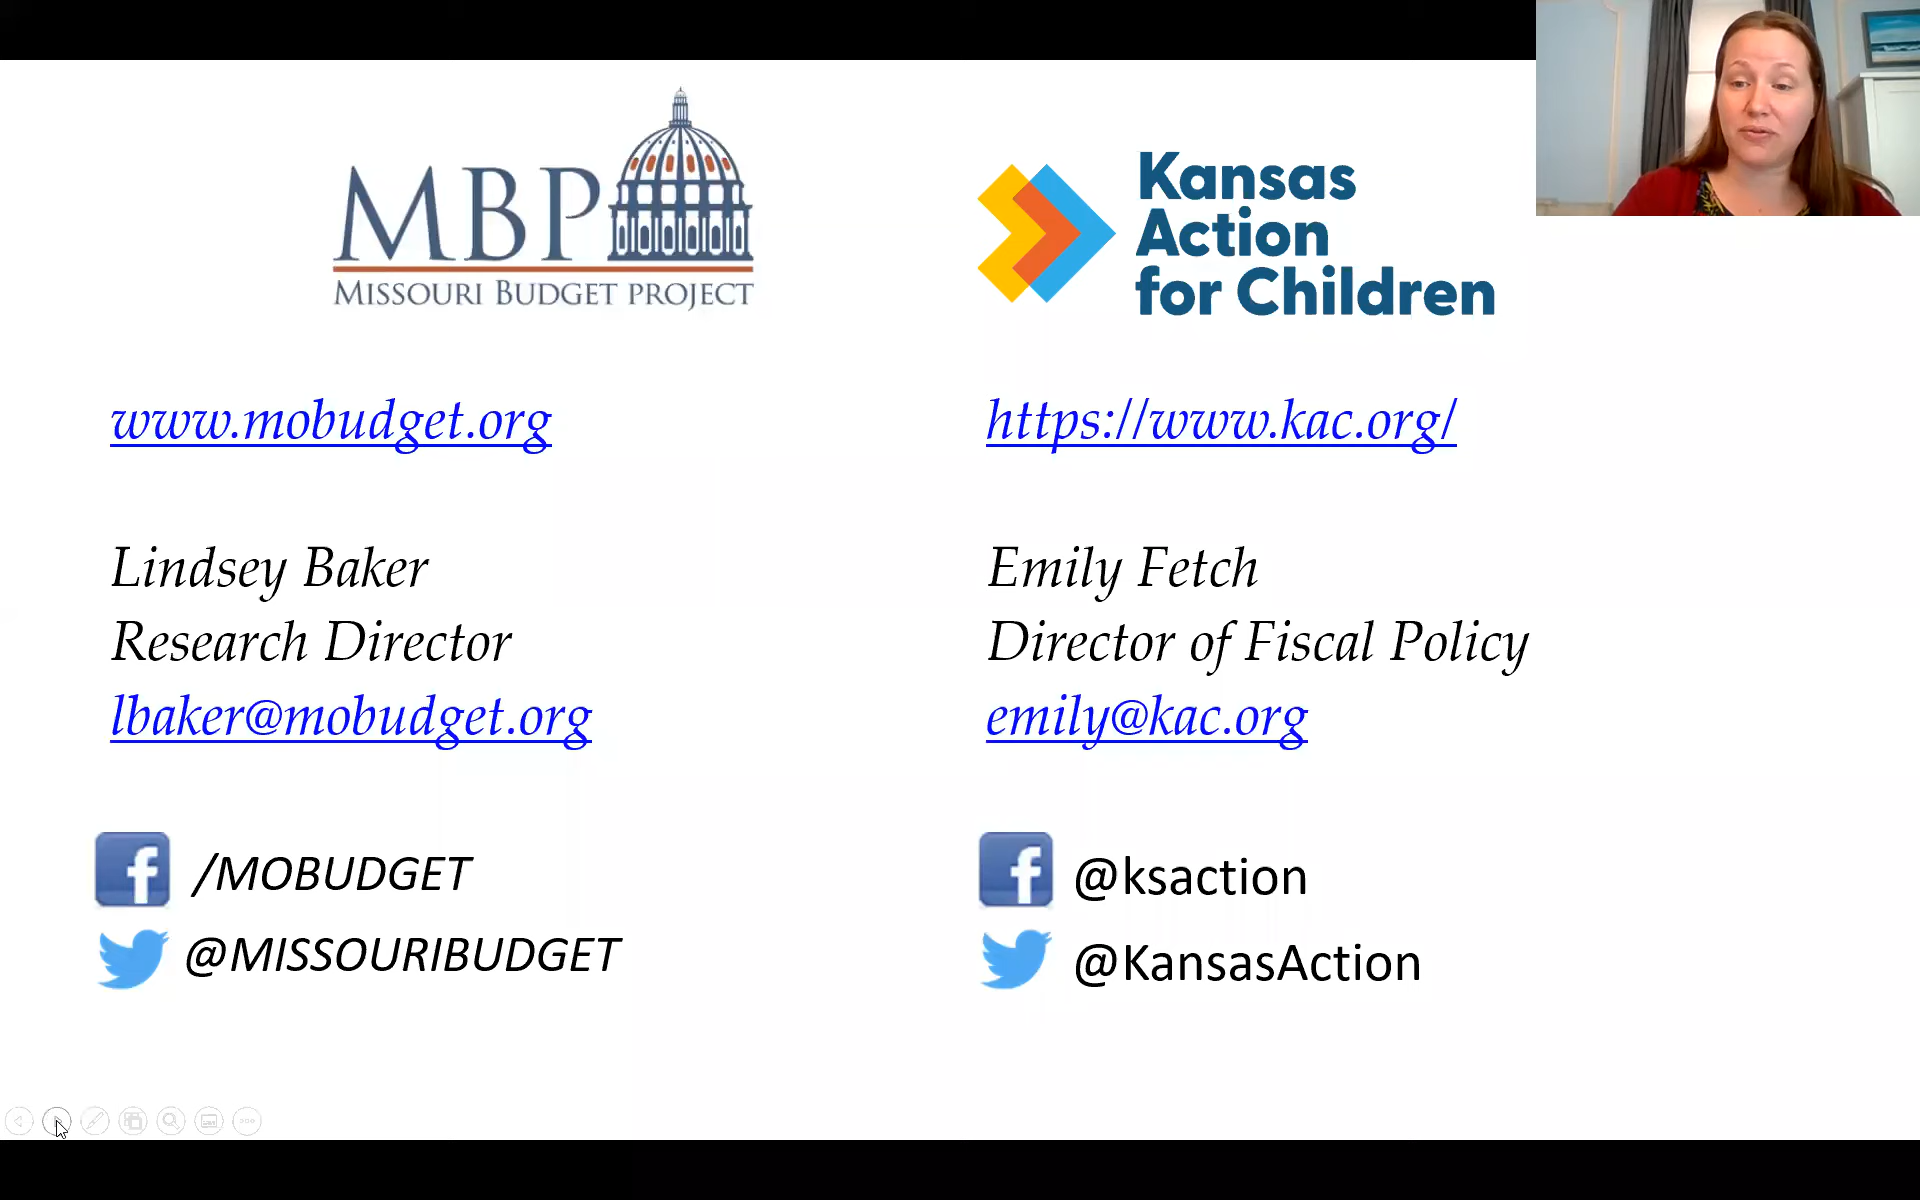 MBP
MISSOURI BUDGET PROJECT
www.mobudget.org
Lindsey Baker
Research Director
lbaker@mobudget.org
/MOBUDGET
@MISSOURIBUDGET
Kansas
Action
for Children
https://www.kac.org/
Emily Fetch
Director of Fiscal Policy
emily@kac.org
@ksaction
@KansasAction